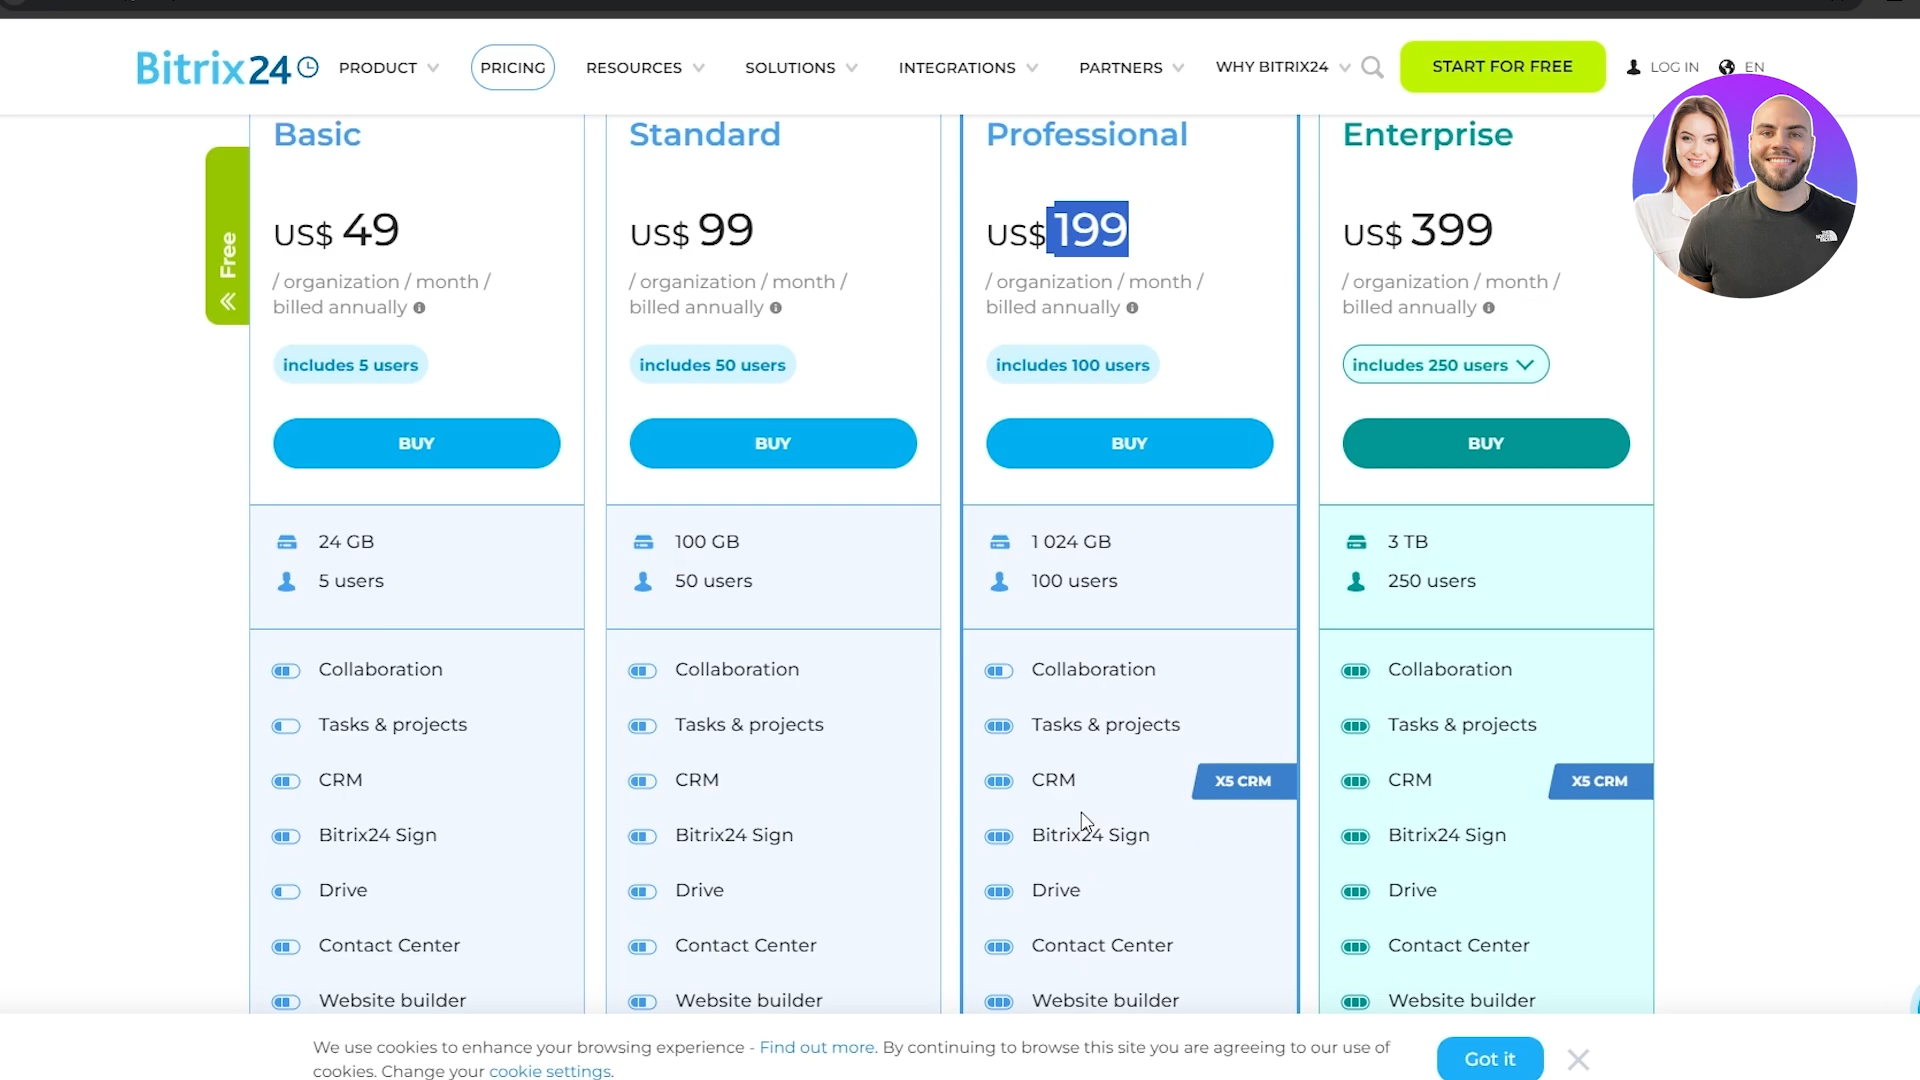 Bitrix24
PRODUCT
PRICING
RESOURCES
SOLUTIONS
INTEGRATIONS
PARTNERS
WHY BITRIX24
START FOR FREE
LOG IN
EN
Free
Basic
US$ 49
/ organization / month /
billed annually
includes 5 users
BUY
24 GB
5 users
Collaboration
Tasks & projects
CRM
Bitrix24 Sign
Drive
Contact Center
Website builder
Standard
US$ 99
/ organization / month /
billed annually
includes 50 users
BUY
100 GB
50 users
Collaboration
Tasks & projects
CRM
Bitrix24 Sign
Drive
Contact Center
Website builder
Professional
US$ 199
/ organization / month /
billed annually
includes 100 users
BUY
1 024 GB
100 users
Collaboration
Tasks & projects
CRM
X5 CRM
Bitrix24 Sign
Drive
Contact Center
Website builder
Enterprise
US$ 399
/ organization / month /
billed annually
includes 250 users
BUY
3 TB
250 users
Collaboration
Tasks & projects
CRM
X5 CRM
Bitrix24 Sign
Drive
Contact Center
Website builder
We use cookies to enhance your browsing experience - Find out more. By continuing to browse this site you are agreeing to our use of
cookies. Change your cookie settings.
Got it